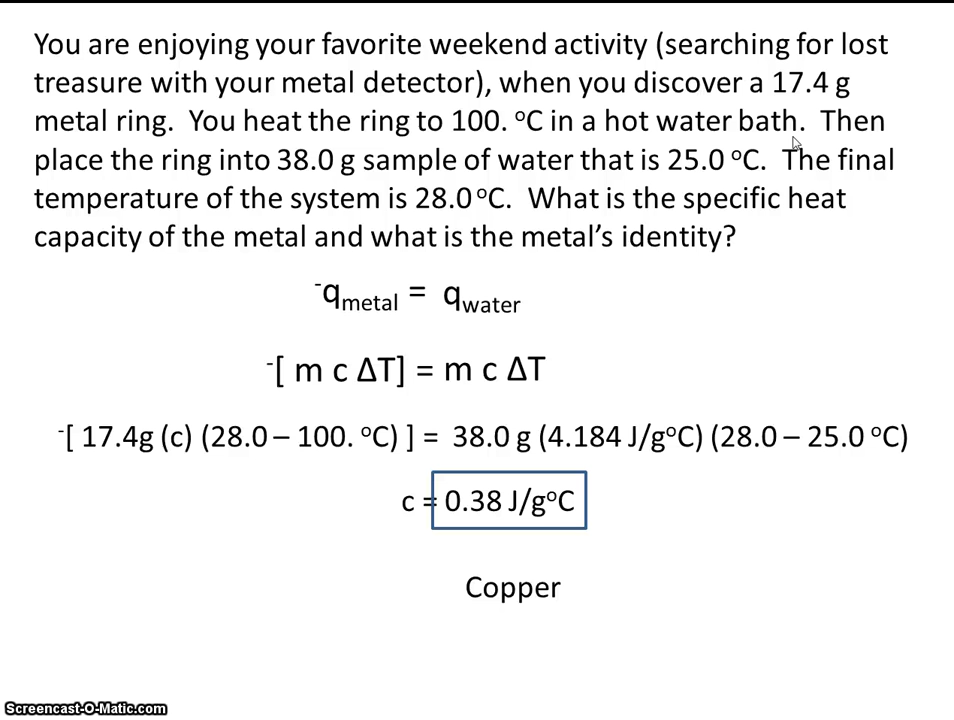 You are enjoying your favorite weekend activity (searching for lost
treasure with your metal detector), when you discover a 17.4 g
metal ring. You heat the ring to 100. °C in a hot water bath. Then
place the ring into 38.0 g sample of water that is 25.0 °C. The final
temperature of the system is 28.0 °C. What is the specific heat
capacity of the metal and what is the metal's identity?
-qmetal = qwater
-[ m c ΔT] = m c ΔT
-[ 17.4g (c) (28.0 – 100. °C) ] = 38.0 g (4.184 J/g°C) (28.0 – 25.0 °C)
c = 0.38 J/g°C
Copper
Screencast-O-Matic.com